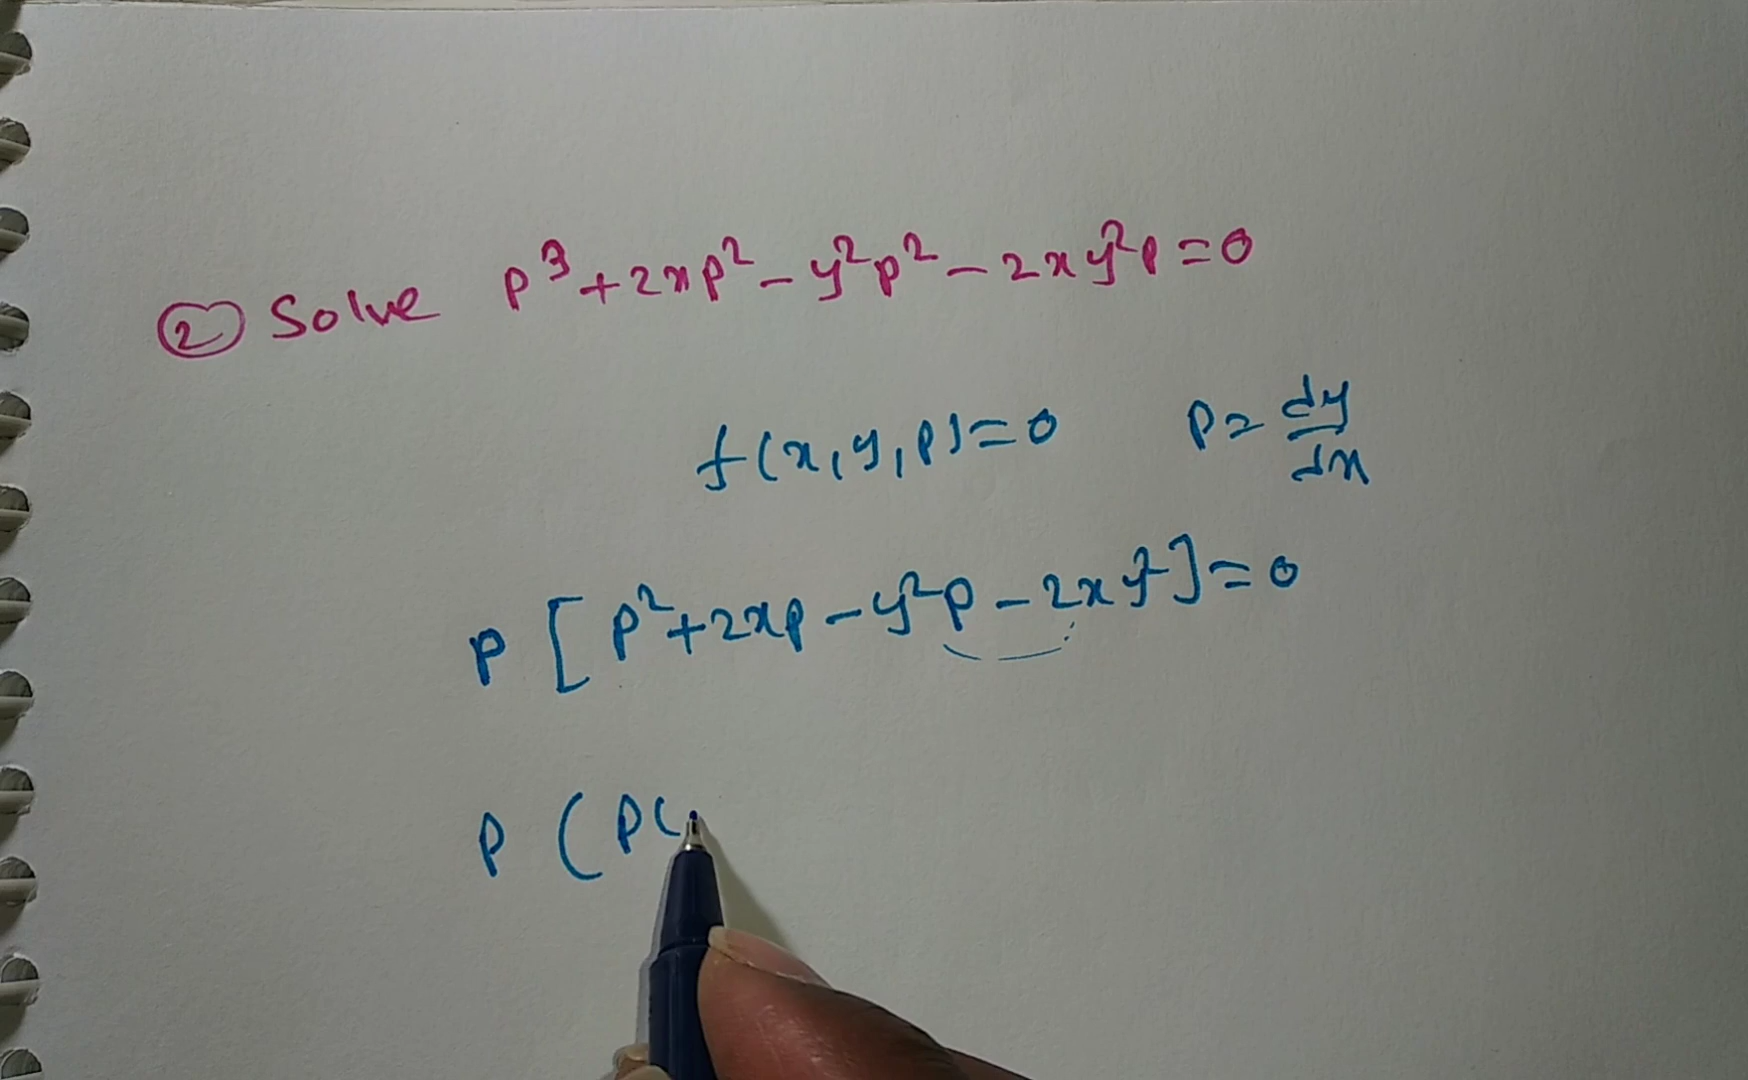 ② Solve p³+2xp²-y²p²-2xy²p=0
f(x,y,p)=0 p=dy/dx
p[p²+2xp-y²p-2xy²]=0
p(p(